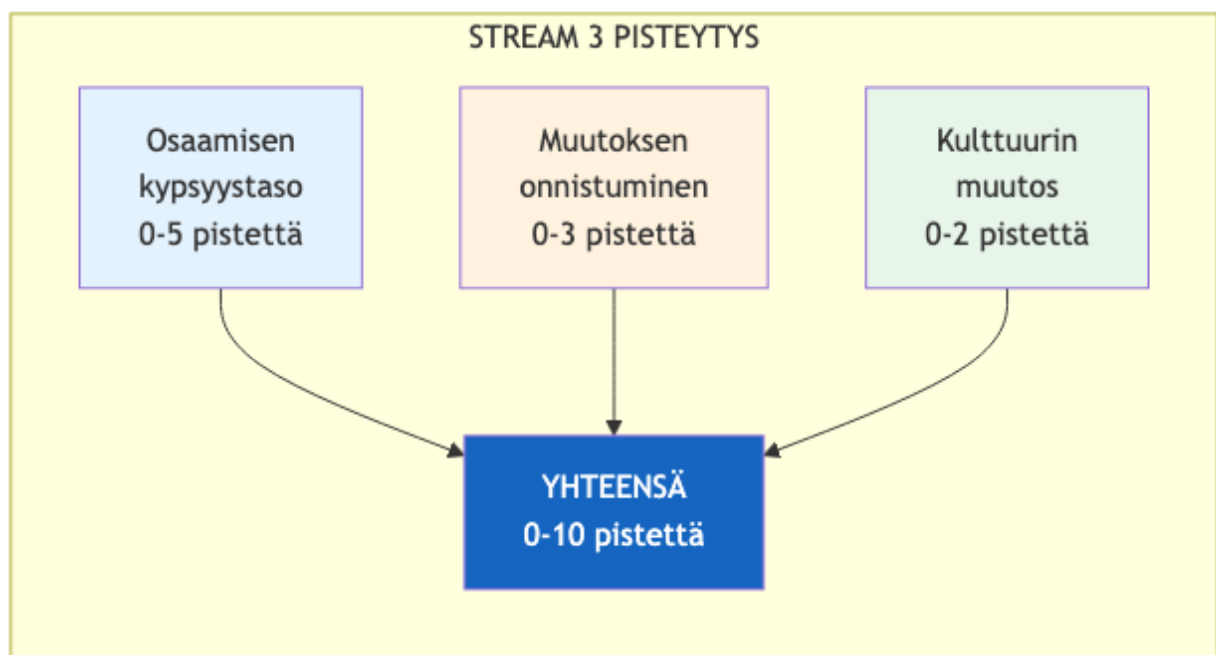 STREAM 3 PISTEYTYS
Osaamisen
kypsyystaso
0-5 pistettä
Muutoksen
onnistuminen
0-3 pistettä
Kulttuurin
muutos
0-2 pistettä
YHTEENSÄ
0-10 pistettä